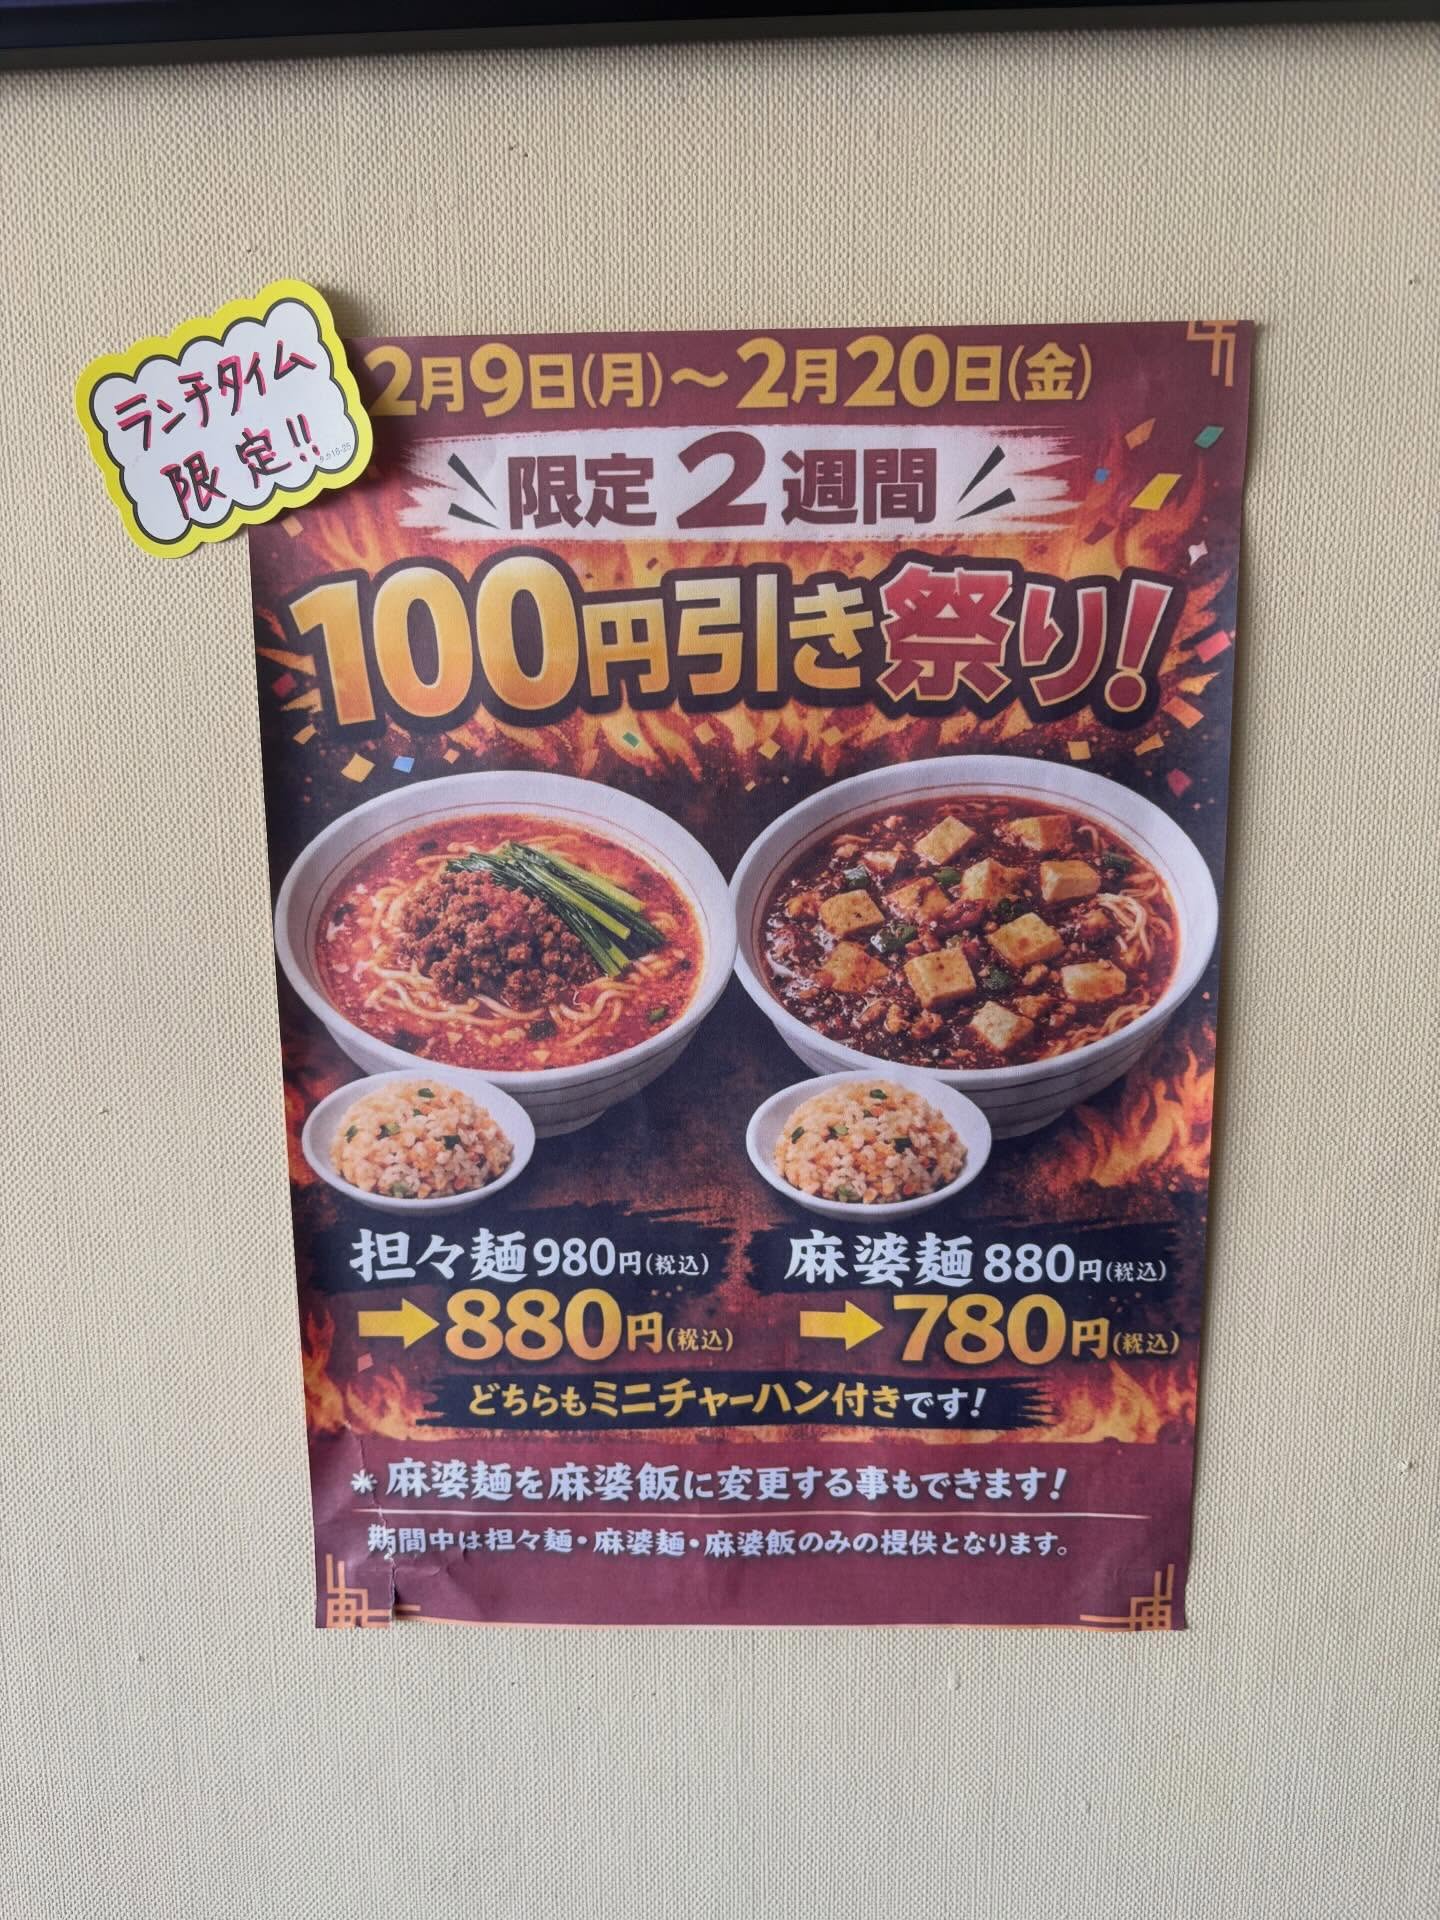 ランチタイム
限定!!
2月9日(月)～2月20日(金)
限定2週間
100円引き祭り!
担々麺980円(税込)
➡880円(税込)
麻婆麺880円(税込)
➡780円(税込)
どちらもミニチャーハン付きです!
＊麻婆麺を麻婆飯に変更する事もできます!
期間中は担々麺・麻婆麺・麻婆飯のみの提供となります。